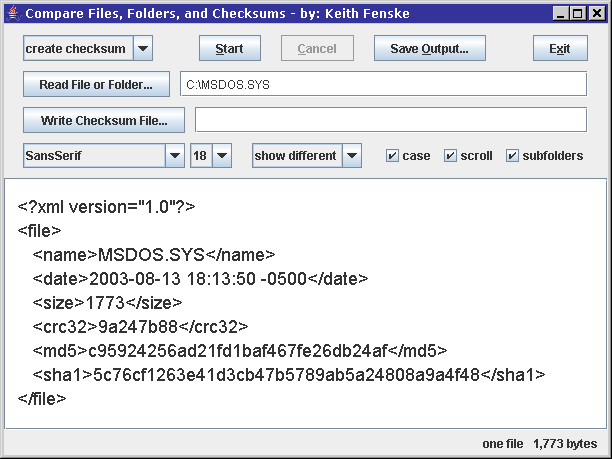 Compare Files, Folders, and Checksums - by: Keith Fenske
create checksum Start Cancel Save Output... Exit
Read File or Folder... C:\MSDOS.SYS
Write Checksum File...
SansSerif 18 show different case scroll subfolders
<?xml version="1.0"?>
<file>
<name>MSDOS.SYS</name>
<date>2003-08-13 18:13:50 -0500</date>
<size>1773</size>
<crc32>9a247b88</crc32>
<md5>c95924256ad21fd1baf467fe26db24af</md5>
<sha1>5c76cf1263e41d3cb47b5789ab5a24808a9a4f48</sha1>
</file>
one file 1,773 bytes